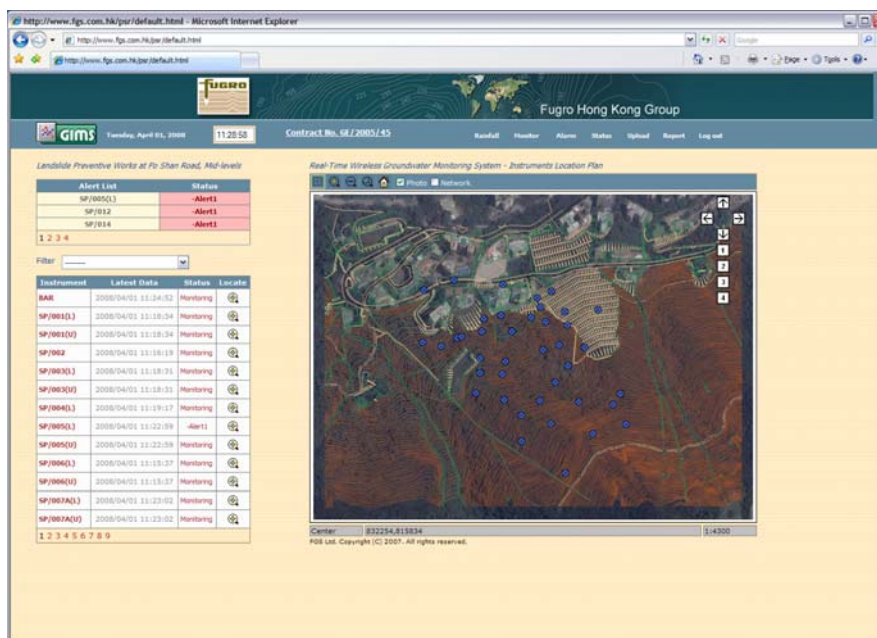 http://www.fgs.com.hk/psr/default.html - Microsoft Internet Explorer
http://www.fgs.com.hk/psr/default.html
Google
http://www.fgs.com.hk/psr/default.html
Page Tools
FUGRO
Fugro Hong Kong Group
GIMS Tuesday, April 01, 2008 11:28:58 Contract No. GE/2005/45 Rainfall Monitor Alarm Status Upload Report Log out
Landslide Preventive Works at Po Shan Road, Mid-levels
Real-Time Wireless Groundwater Monitoring System - Instruments Location Plan
Photo Network
Alert List Status
SP/005(L) -Alert1
SP/012 -Alert1
SP/014 -Alert1
1 2 3 4
Filter -------
Instrument Latest Data Status Locate
BAR 2008/04/01 11:24:52 Monitoring
SP/001(L) 2008/04/01 11:18:34 Monitoring
SP/001(U) 2008/04/01 11:18:34 Monitoring
SP/002 2008/04/01 11:16:19 Monitoring
SP/003(L) 2008/04/01 11:18:31 Monitoring
SP/003(U) 2008/04/01 11:18:31 Monitoring
SP/004(L) 2008/04/01 11:19:17 Monitoring
SP/005(L) 2008/04/01 11:22:59 -Alert1
SP/005(U) 2008/04/01 11:22:59 Monitoring
SP/006(L) 2008/04/01 11:15:37 Monitoring
SP/006(U) 2008/04/01 11:15:37 Monitoring
SP/007A(L) 2008/04/01 11:23:02 Monitoring
SP/007A(U) 2008/04/01 11:23:02 Monitoring
1 2 3 4 5 6 7 8 9
1
2
3
4
Center 832254,815834 1:4300
FGS Ltd. Copyright (C) 2007. All rights reserved.